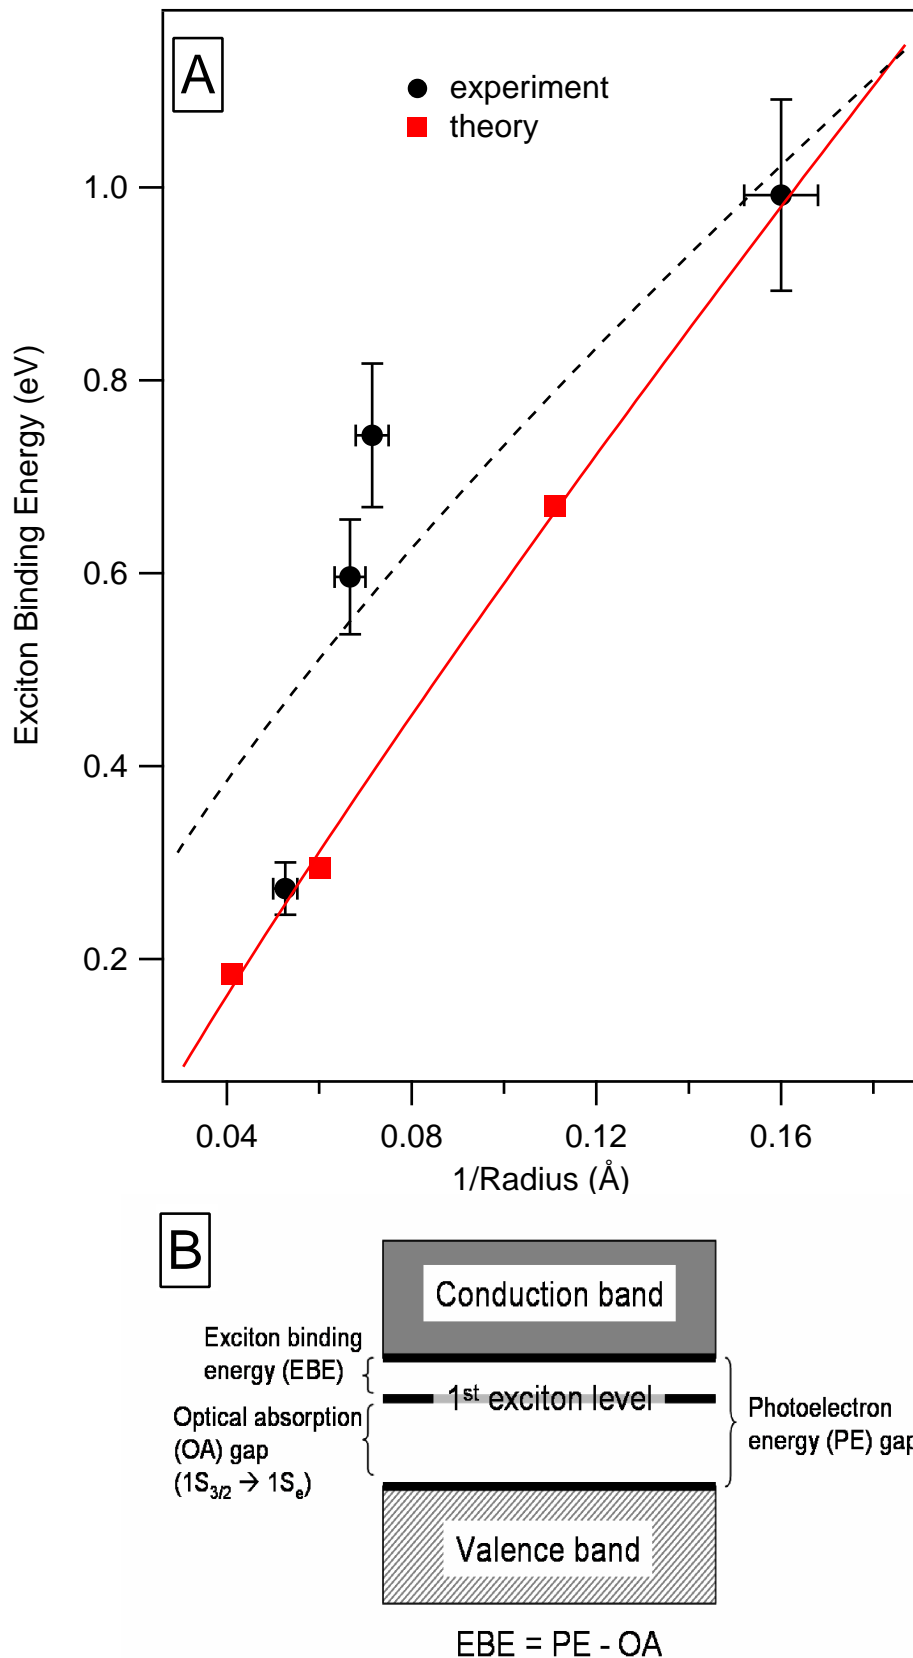 A
experiment
theory
1.0
0.8
0.6
0.4
0.2
Exciton Binding Energy (eV)
0.04
0.08
0.12
0.16
1/Radius (Å)
B
Conduction band
Exciton binding
energy (EBE)
1st exciton level
Optical absorption
(OA) gap
(1S3/2 → 1Se)
Photoelectron
energy (PE) gap
Valence band
EBE = PE - OA